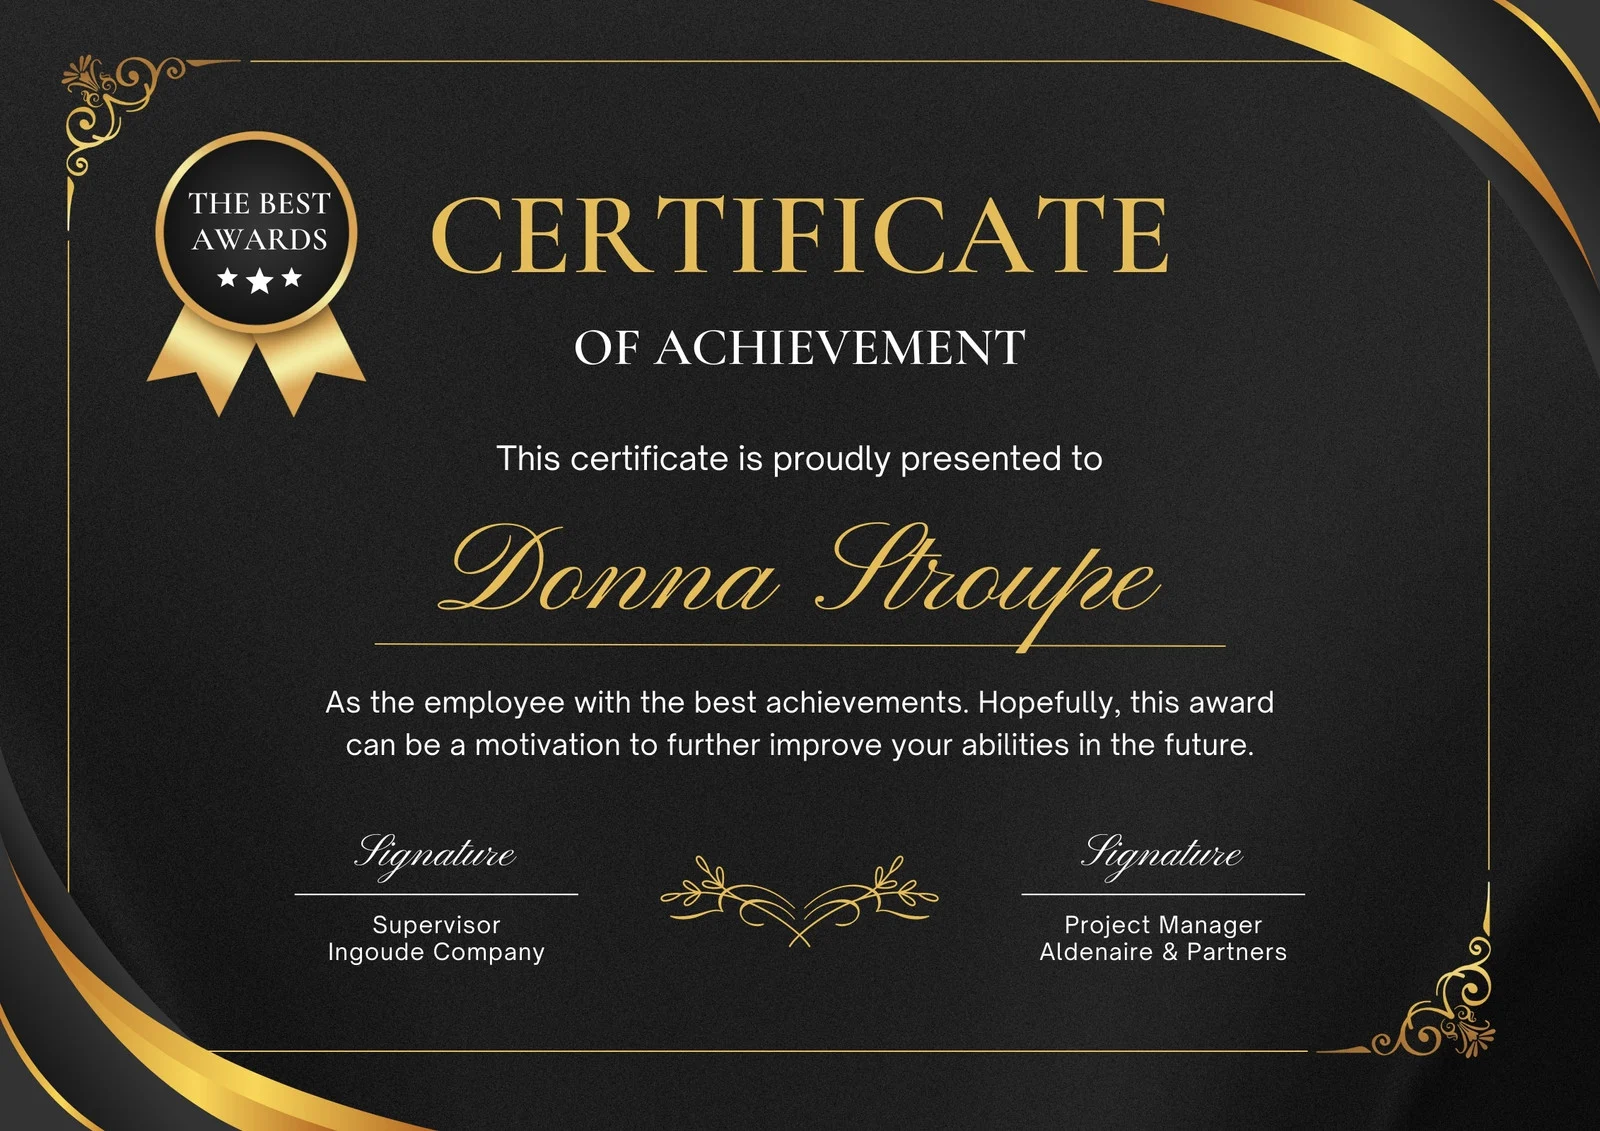 THE BEST
AWARDS
CERTIFICATE
OF ACHIEVEMENT
This certificate is proudly presented to
Donna Stroupe
As the employee with the best achievements. Hopefully, this award
can be a motivation to further improve your abilities in the future.
Signature
Supervisor
Ingoude Company
Signature
Project Manager
Aldenaire & Partners